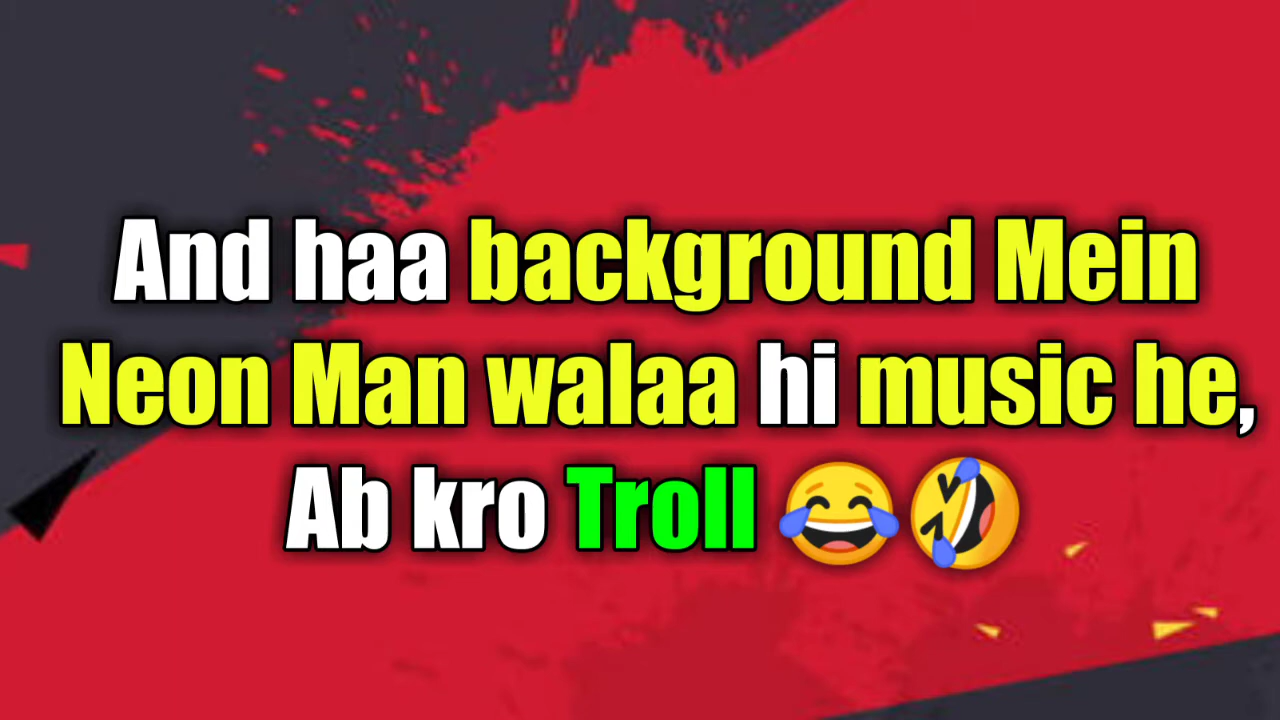 And haa background Mein
Neon Man walaa hi music he,
Ab kro Troll 😂🤣